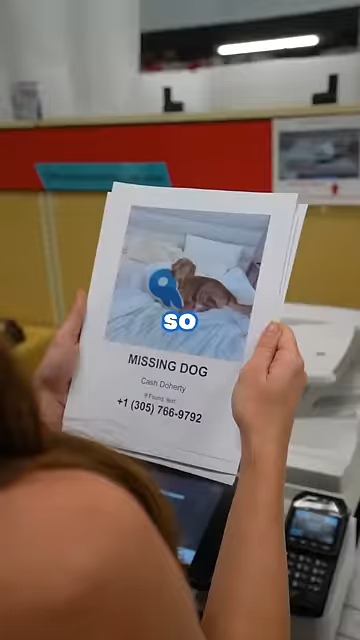 SO
MISSING DOG
Cash Doherty
If Found, text
+1 (305) 766-9792